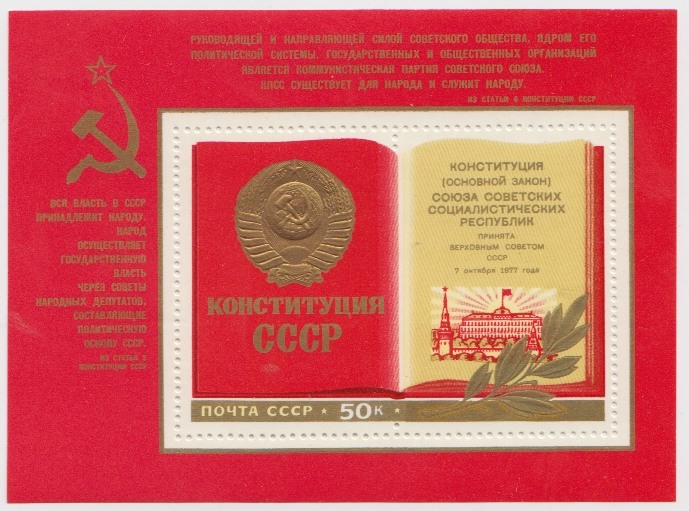 РУКОВОДЯЩЕЙ И НАПРАВЛЯЮЩЕЙ СИЛОЙ СОВЕТСКОГО ОБЩЕСТВА, ЯДРОМ ЕГО
ПОЛИТИЧЕСКОЙ СИСТЕМЫ, ГОСУДАРСТВЕННЫХ И ОБЩЕСТВЕННЫХ ОРГАНИЗАЦИЙ
ЯВЛЯЕТСЯ КОММУНИСТИЧЕСКАЯ ПАРТИЯ СОВЕТСКОГО СОЮЗА.
КПСС СУЩЕСТВУЕТ ДЛЯ НАРОДА И СЛУЖИТ НАРОДУ.
ИЗ СТАТЬИ 6 КОНСТИТУЦИИ СССР
ВСЯ ВЛАСТЬ В СССР
ПРИНАДЛЕЖИТ НАРОДУ.
НАРОД
ОСУЩЕСТВЛЯЕТ
ГОСУДАРСТВЕННУЮ
ВЛАСТЬ
ЧЕРЕЗ СОВЕТЫ
НАРОДНЫХ ДЕПУТАТОВ,
СОСТАВЛЯЮЩИЕ
ПОЛИТИЧЕСКУЮ
ОСНОВУ СССР.
ИЗ СТАТЬИ 2
КОНСТИТУЦИИ СССР
КОНСТИТУЦИЯ
СССР
КОНСТИТУЦИЯ
(ОСНОВНОЙ ЗАКОН)
СОЮЗА СОВЕТСКИХ
СОЦИАЛИСТИЧЕСКИХ
РЕСПУБЛИК
ПРИНЯТА
ВЕРХОВНЫМ СОВЕТОМ
СССР
7 октября 1977 года
ПОЧТА СССР * 50К *